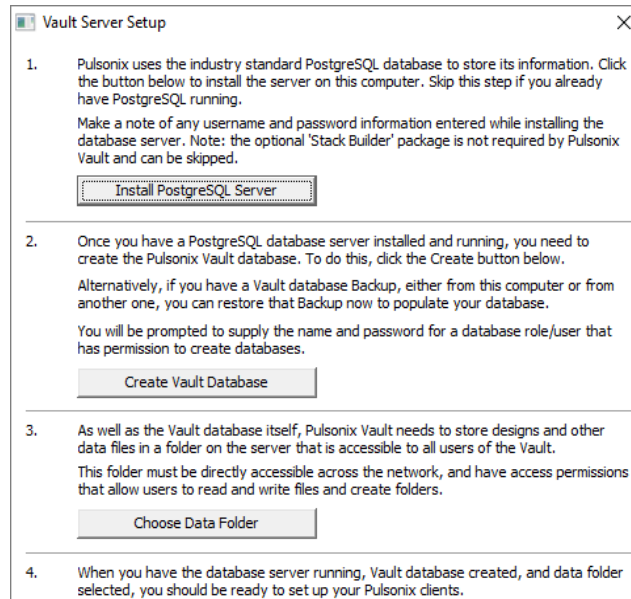 Vault Server Setup
1. Pulsonix uses the industry standard PostgreSQL database to store its information. Click
the button below to install the server on this computer. Skip this step if you already
have PostgreSQL running.
Make a note of any username and password information entered while installing the
database server. Note: the optional 'Stack Builder' package is not required by Pulsonix
Vault and can be skipped.
Install PostgreSQL Server
2. Once you have a PostgreSQL database server installed and running, you need to
create the Pulsonix Vault database. To do this, click the Create button below.
Alternatively, if you have a Vault database Backup, either from this computer or from
another one, you can restore that Backup now to populate your database.
You will be prompted to supply the name and password for a database role/user that
has permission to create databases.
Create Vault Database
3. As well as the Vault database itself, Pulsonix Vault needs to store designs and other
data files in a folder on the server that is accessible to all users of the Vault.
This folder must be directly accessible across the network, and have access permissions
that allow users to read and write files and create folders.
Choose Data Folder
4. When you have the database server running, Vault database created, and data folder
selected, you should be ready to set up your Pulsonix clients.